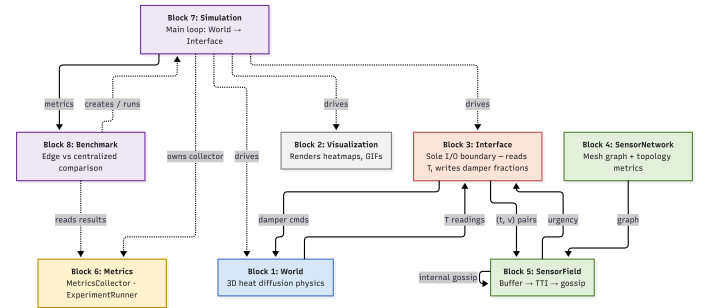 Block 7: Simulation
Main loop: World →
Interface
metrics
creates / runs
drives
drives
Block 8: Benchmark
Edge vs centralized
comparison
owns collector
drives
Block 2: Visualization
Renders heatmaps, GIFs
Block 3: Interface
Sole I/O boundary — reads
T, writes damper fractions
Block 4: SensorNetwork
Mesh graph + topology
metrics
reads results
damper cmds
T readings
(t, v) pairs
urgency
graph
Block 6: Metrics
MetricsCollector ·
ExperimentRunner
Block 1: World
3D heat diffusion physics
internal gossip
Block 5: SensorField
Buffer → TTI → gossip